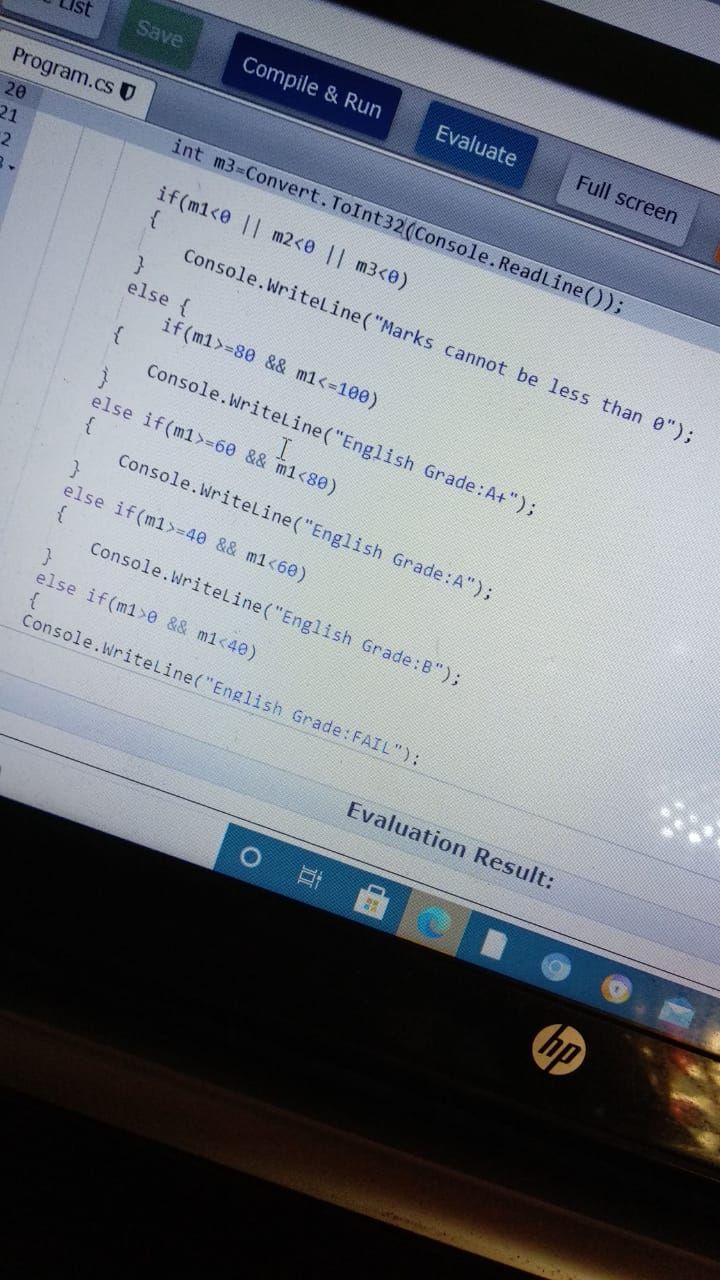 List
Save
Compile & Run
Evaluate
Full screen
Program.cs
20
21
2
int m3=Convert.ToInt32(Console.ReadLine());
if(m1<0 || m2<0 || m3<0)
{
Console.WriteLine("Marks cannot be less than 0");
}
else {
if(m1>=80 && m1<=100)
{
Console.WriteLine("English Grade:A+");
}
else if(m1>=60 && m1<80)
{
Console.WriteLine("English Grade:A");
}
else if(m1>=40 && m1<60)
{
Console.WriteLine("English Grade:B");
}
else if(m1>0 && m1<40)
{
Console.WriteLine("English Grade:FAIL");
Evaluation Result:
hp